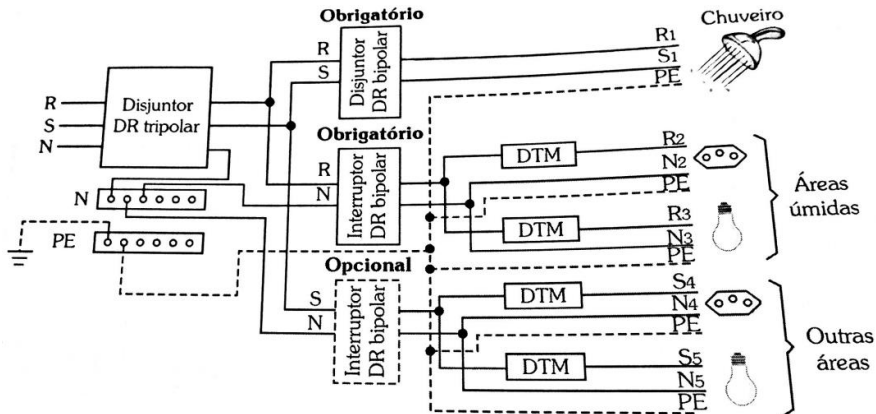 Obrigatório
Chuveiro
R
S
Disjuntor
DR bipolar
R1
S1
PE
R
S
N
Disjuntor
DR tripolar
Obrigatório
R
N
Interruptor
DR bipolar
DTM
R2
N2
PE
DTM
R3
N3
PE
Áreas
úmidas
N
PE
Opcional
S
N
Interruptor
DR bipolar
DTM
S4
N4
PE
DTM
S5
N5
PE
Outras
áreas